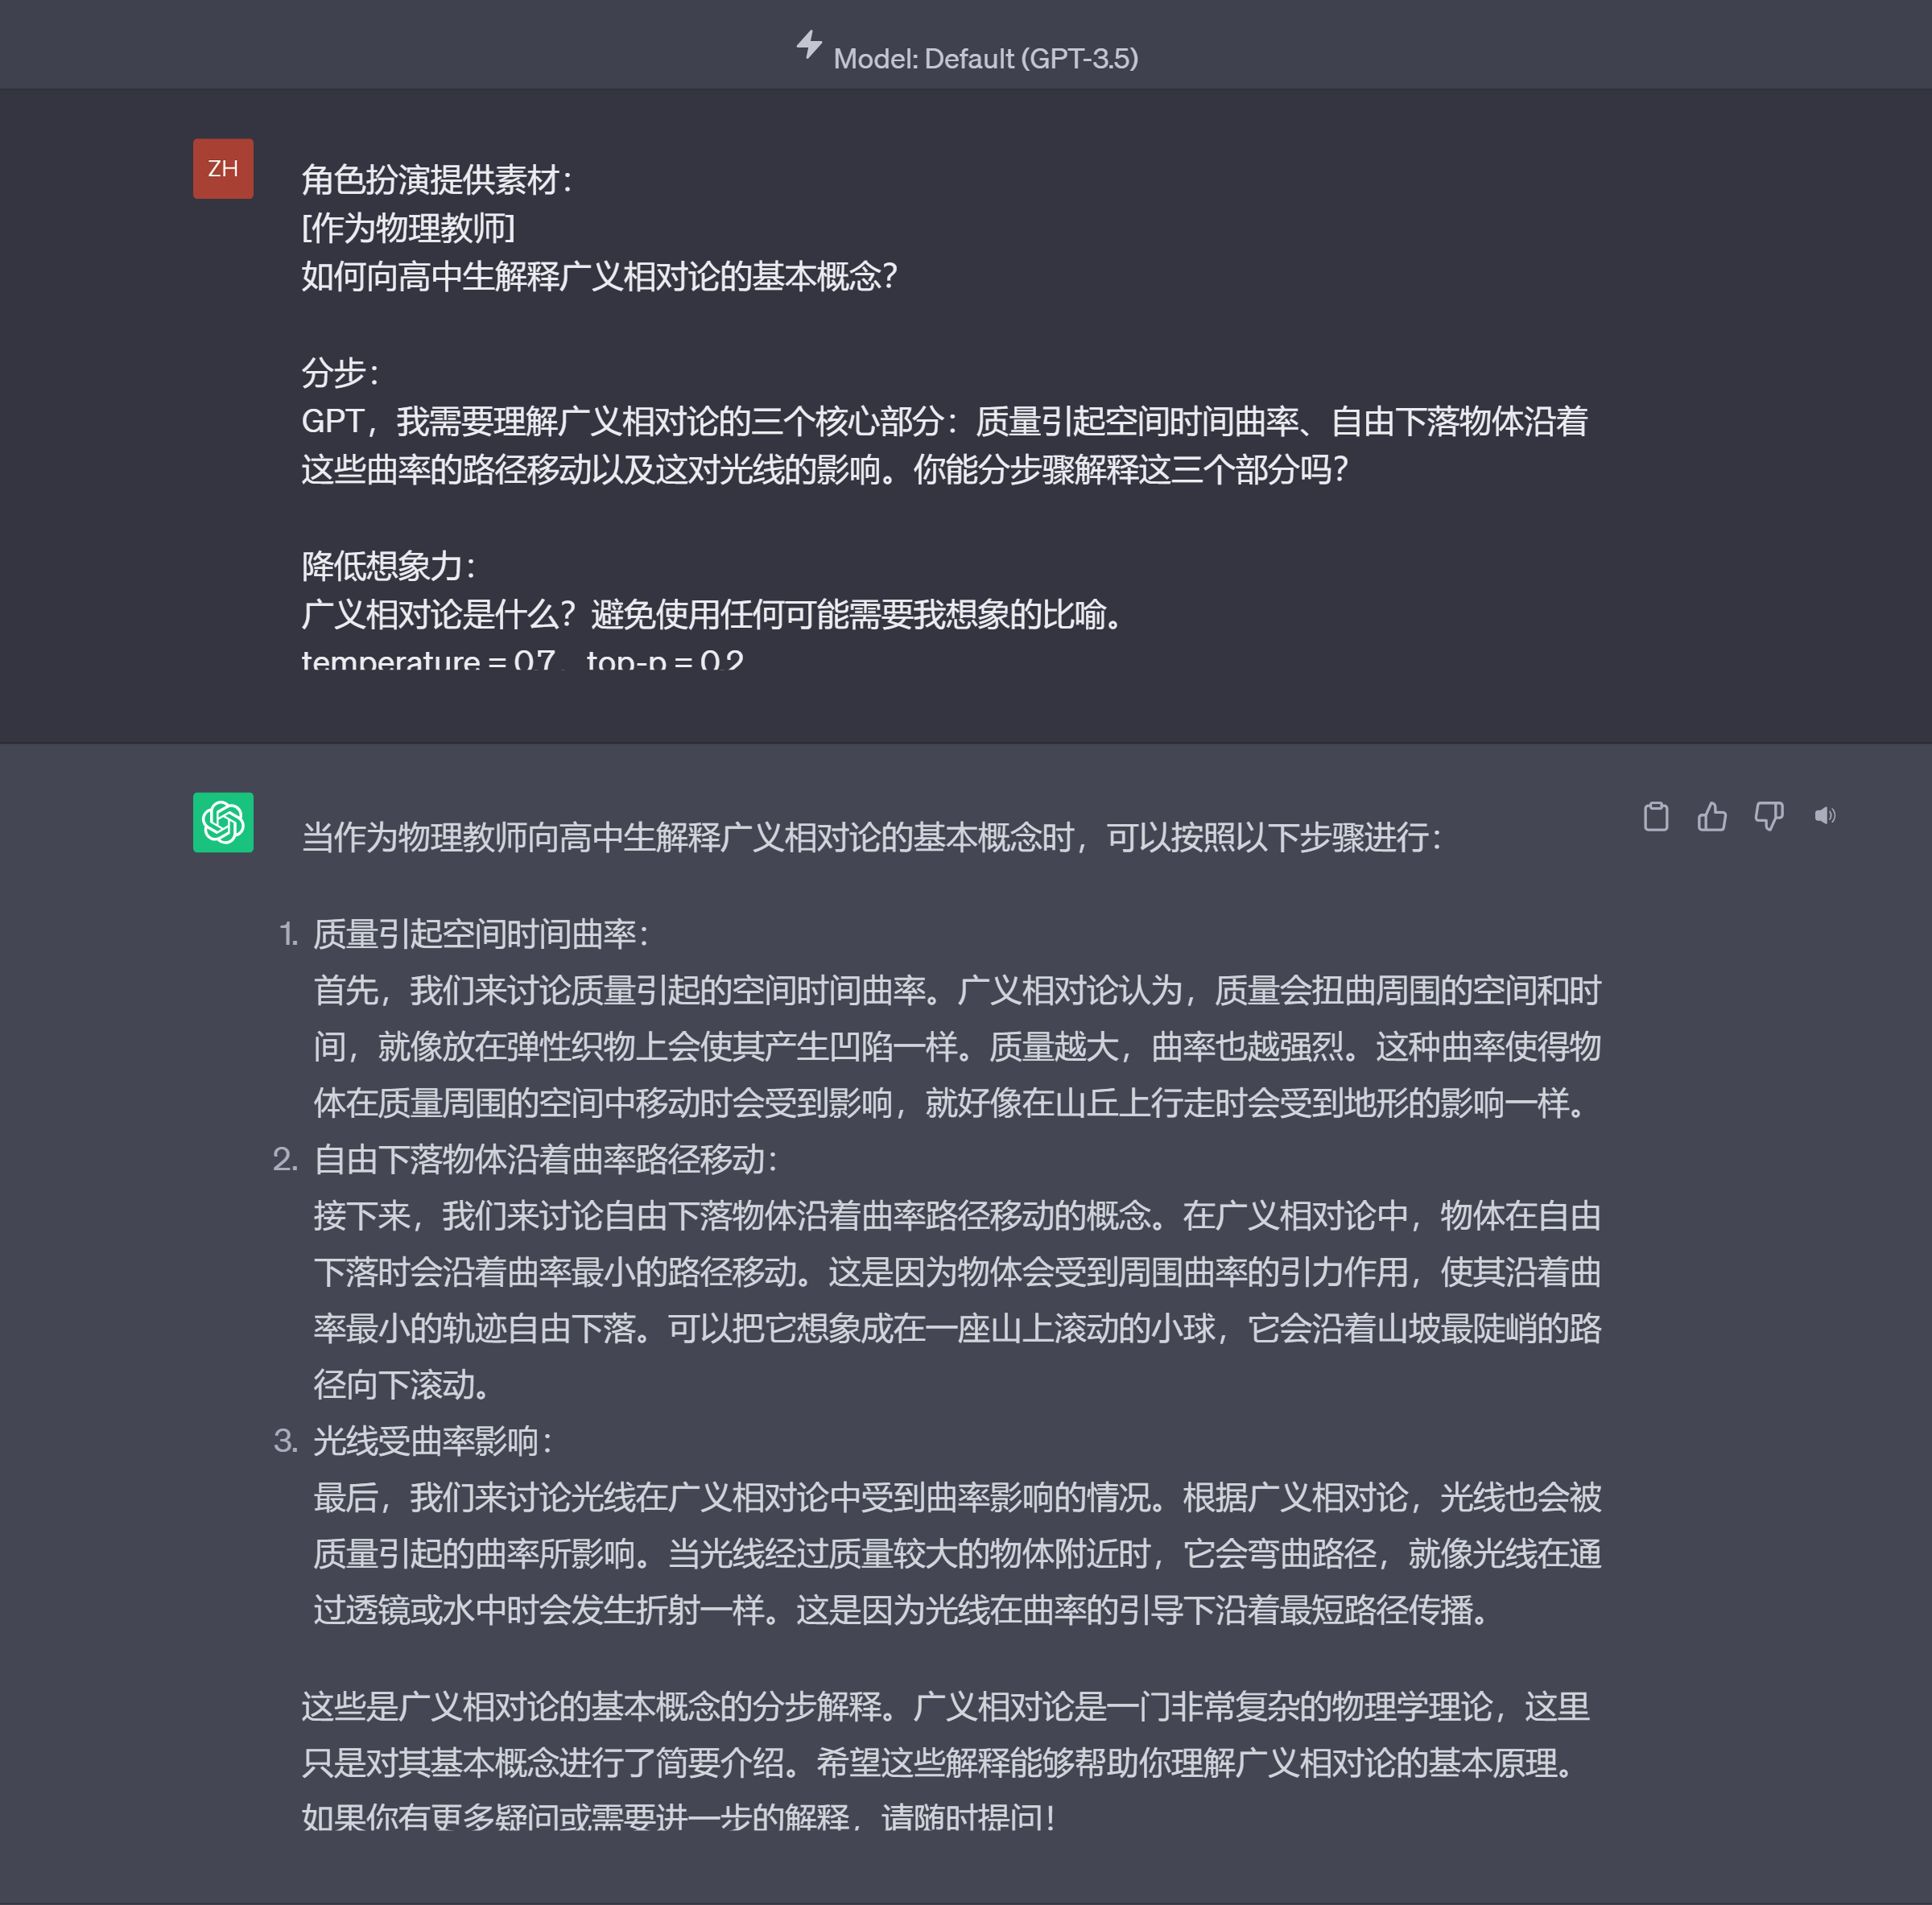 Model: Default (GPT-3.5)
ZH
角色扮演提供素材：
[作为物理教师]
如何向高中生解释广义相对论的基本概念？
分步：
GPT，我需要理解广义相对论的三个核心部分：质量引起空间时间曲率、自由下落物体沿着
这些曲率的路径移动以及这对光线的影响。你能分步骤解释这三个部分吗？
降低想象力：
广义相对论是什么？避免使用任何可能需要我想象的比喻。
temperature = 0.7，top-p = 0.2
当作为物理教师向高中生解释广义相对论的基本概念时，可以按照以下步骤进行：
1. 质量引起空间时间曲率：
首先，我们来讨论质量引起的空间时间曲率。广义相对论认为，质量会扭曲周围的空间和时
间，就像放在弹性织物上会使其产生凹陷一样。质量越大，曲率也越强烈。这种曲率使得物
体在质量周围的空间中移动时会受到影响，就好像在山丘上行走时会受到地形的影响一样。
2. 自由下落物体沿着曲率路径移动：
接下来，我们来讨论自由下落物体沿着曲率路径移动的概念。在广义相对论中，物体在自由
下落时会沿着曲率最小的路径移动。这是因为物体会受到周围曲率的引力作用，使其沿着曲
率最小的轨迹自由下落。可以把它想象成在一座山上滚动的小球，它会沿着山坡最陡峭的路
径向下滚动。
3. 光线受曲率影响：
最后，我们来讨论光线在广义相对论中受到曲率影响的情况。根据广义相对论，光线也会被
质量引起的曲率所影响。当光线经过质量较大的物体附近时，它会弯曲路径，就像光线在通
过透镜或水中时会发生折射一样。这是因为光线在曲率的引导下沿着最短路径传播。
这些是广义相对论的基本概念的分步解释。广义相对论是一门非常复杂的物理学理论，这里
只是对其基本概念进行了简要介绍。希望这些解释能够帮助你理解广义相对论的基本原理。
如果你有更多疑问或需要进一步的解释，请随时提问！